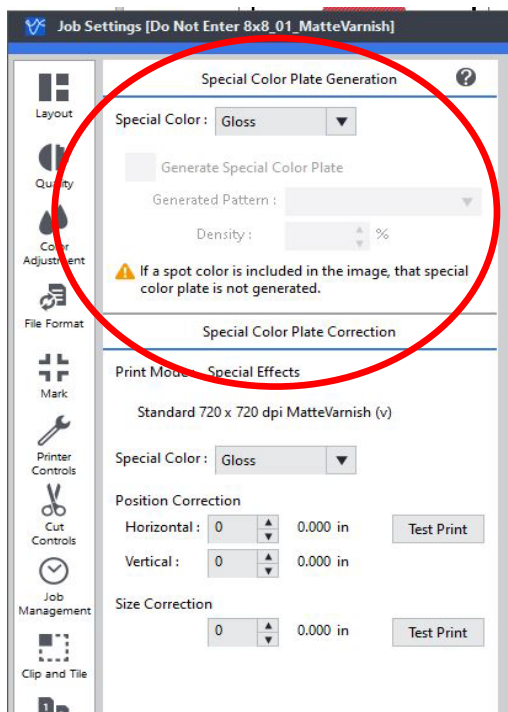 Job Settings [Do Not Enter 8x8_01_MatteVarnish]
Layout
Quality
Color
Adjustment
File Format
Mark
Printer
Controls
Cut
Controls
Job
Management
Clip and Tile
1
Special Color Plate Generation ?
Special Color : Gloss
Generate Special Color Plate
Generated Pattern :
Density : %
If a spot color is included in the image, that special
color plate is not generated.
Special Color Plate Correction
Print Mode : Special Effects
Standard 720 x 720 dpi MatteVarnish (v)
Special Color : Gloss
Position Correction
Horizontal : 0 0.000 in Test Print
Vertical : 0 0.000 in
Size Correction
0 0.000 in Test Print